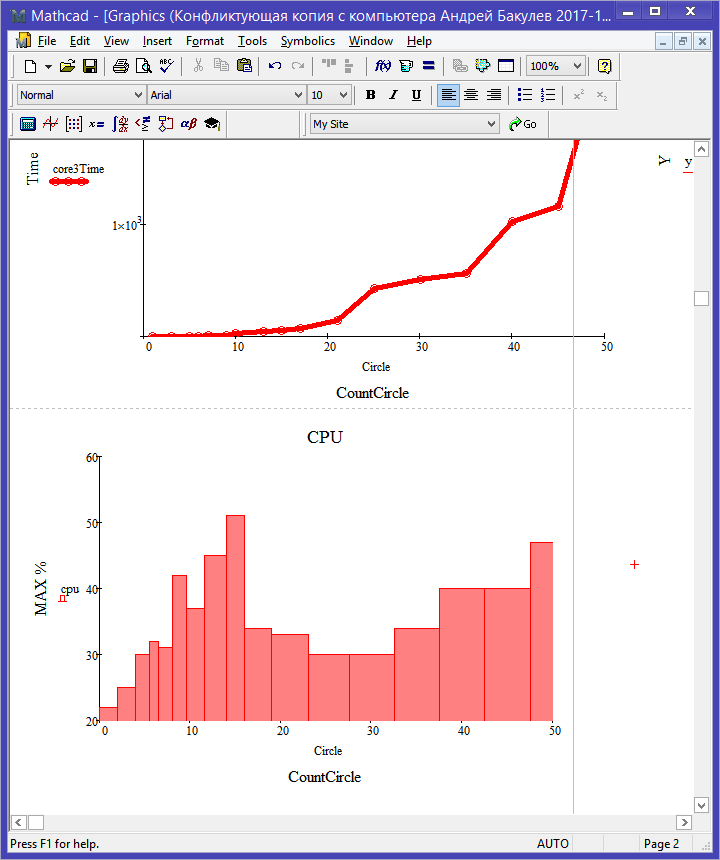 Mathcad - [Graphics (Конфликтующая копия с компьютера Андрей Бакулев 2017-1...
File Edit View Insert Format Tools Symbolics Window Help
100%
Normal Arial 10 B I U
My Site Go
Time
core3Time
1×10³
0 10 20 30 40 50
Circle
CountCircle
Y
y
CPU
60
50
40
30
20
MAX %
cpu
0 10 20 30 40 50
Circle
CountCircle
Press F1 for help. AUTO Page 2